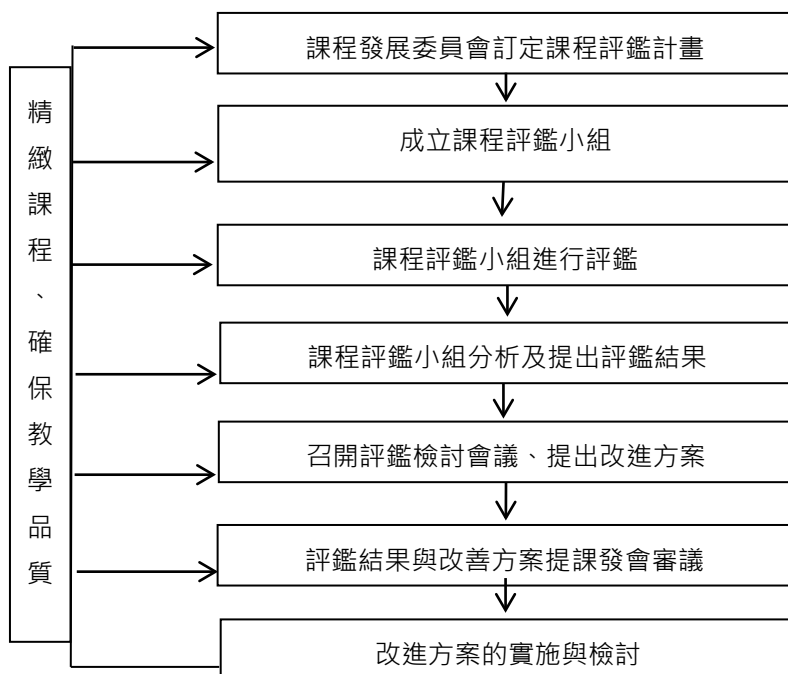 精緻課程、確保教學品質
課程發展委員會訂定課程評鑑計畫
成立課程評鑑小組
課程評鑑小組進行評鑑
課程評鑑小組分析及提出評鑑結果
召開評鑑檢討會議、提出改進方案
評鑑結果與改善方案提課發會審議
改進方案的實施與檢討